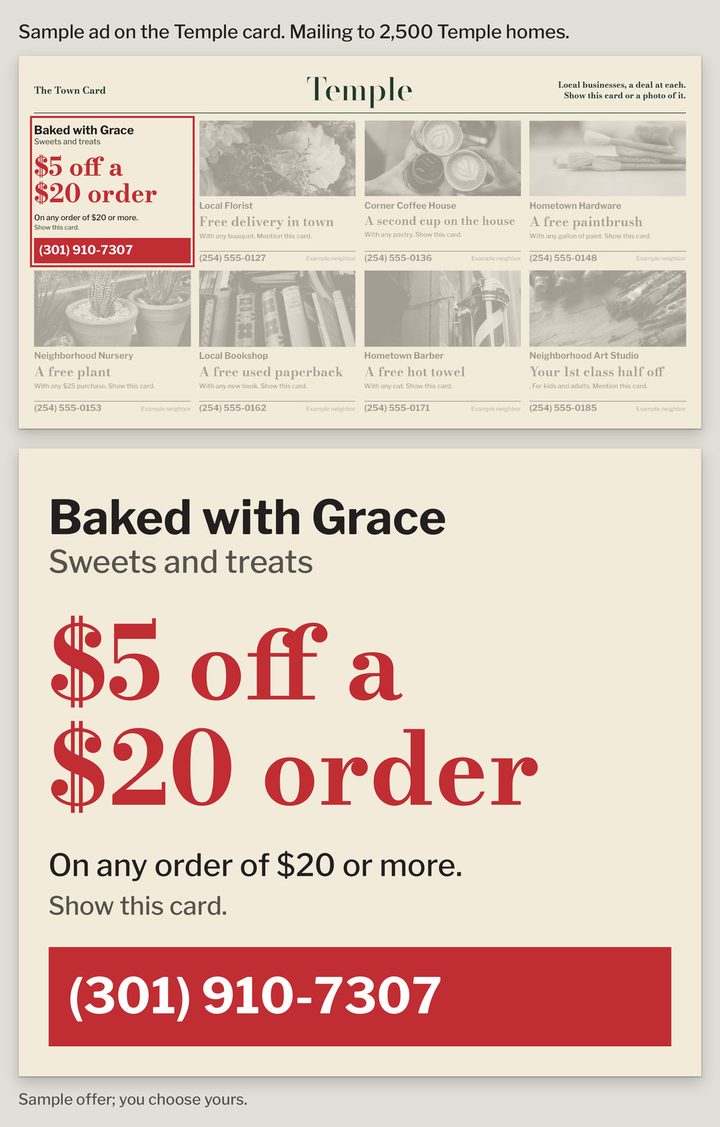 Sample ad on the Temple card. Mailing to 2,500 Temple homes.
The Town Card
Temple
Local businesses, a deal at each.
Show this card or a photo of it.
Baked with Grace
Sweets and treats
$5 off a
$20 order
On any order of $20 or more.
Show this card.
(301) 910-7307
Local Florist
Free delivery in town
With any bouquet. Mention this card.
(254) 555-0127
Example neighbor
Corner Coffee House
A second cup on the house
With any pastry. Show this card.
(254) 555-0136
Example neighbor
Hometown Hardware
A free paintbrush
With any gallon of paint. Show this card.
(254) 555-0148
Example neighbor
Neighborhood Nursery
A free plant
With any $25 purchase. Show this card.
(254) 555-0153
Example neighbor
Local Bookshop
A free used paperback
With any new book. Show this card.
(254) 555-0162
Example neighbor
Hometown Barber
A free hot towel
With any cut. Show this card.
(254) 555-0171
Example neighbor
Neighborhood Art Studio
Your 1st class half off
For kids and adults. Mention this card.
(254) 555-0185
Example neighbor
Baked with Grace
Sweets and treats
$5 off a
$20 order
On any order of $20 or more.
Show this card.
(301) 910-7307
Sample offer; you choose yours.